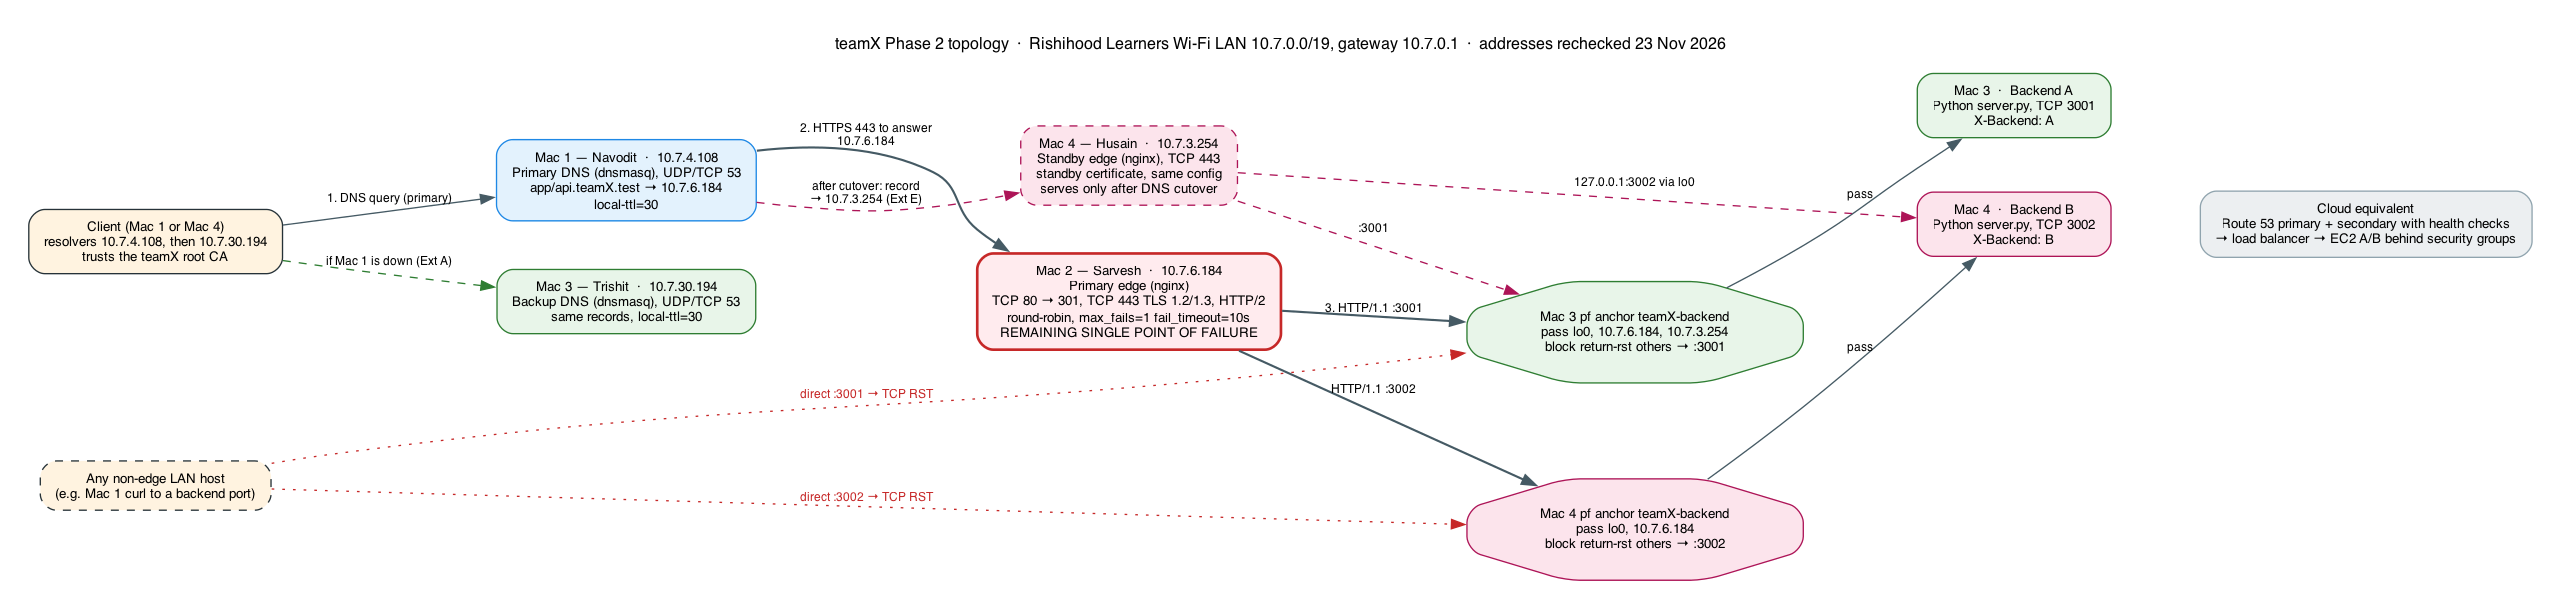 teamX Phase 2 topology · Rishihood Learners Wi-Fi LAN 10.7.0.0/19, gateway 10.7.0.1 · addresses rechecked 23 Nov 2026
Client (Mac 1 or Mac 4)
resolvers 10.7.4.108, then 10.7.30.194
trusts the teamX root CA
1. DNS query (primary)
if Mac 1 is down (Ext A)
Mac 1 — Navodit · 10.7.4.108
Primary DNS (dnsmasq), UDP/TCP 53
app/api.teamX.test → 10.7.6.184
local-ttl=30
Mac 3 — Trishit · 10.7.30.194
Backup DNS (dnsmasq), UDP/TCP 53
same records, local-ttl=30
2. HTTPS 443 to answer
10.7.6.184
after cutover: record
→ 10.7.3.254 (Ext E)
Mac 4 — Husain · 10.7.3.254
Standby edge (nginx), TCP 443
standby certificate, same config
serves only after DNS cutover
Mac 2 — Sarvesh · 10.7.6.184
Primary edge (nginx)
TCP 80 → 301, TCP 443 TLS 1.2/1.3, HTTP/2
round-robin, max_fails=1 fail_timeout=10s
REMAINING SINGLE POINT OF FAILURE
127.0.0.1:3002 via lo0
:3001
3. HTTP/1.1 :3001
HTTP/1.1 :3002
Mac 3 pf anchor teamX-backend
pass lo0, 10.7.6.184, 10.7.3.254
block return-rst others → :3001
pass
pass
Mac 3 · Backend A
Python server.py, TCP 3001
X-Backend: A
Mac 4 · Backend B
Python server.py, TCP 3002
X-Backend: B
Cloud equivalent
Route 53 primary + secondary with health checks
→ load balancer → EC2 A/B behind security groups
Any non-edge LAN host
(e.g. Mac 1 curl to a backend port)
direct :3001 → TCP RST
direct :3002 → TCP RST
Mac 4 pf anchor teamX-backend
pass lo0, 10.7.6.184
block return-rst others → :3002